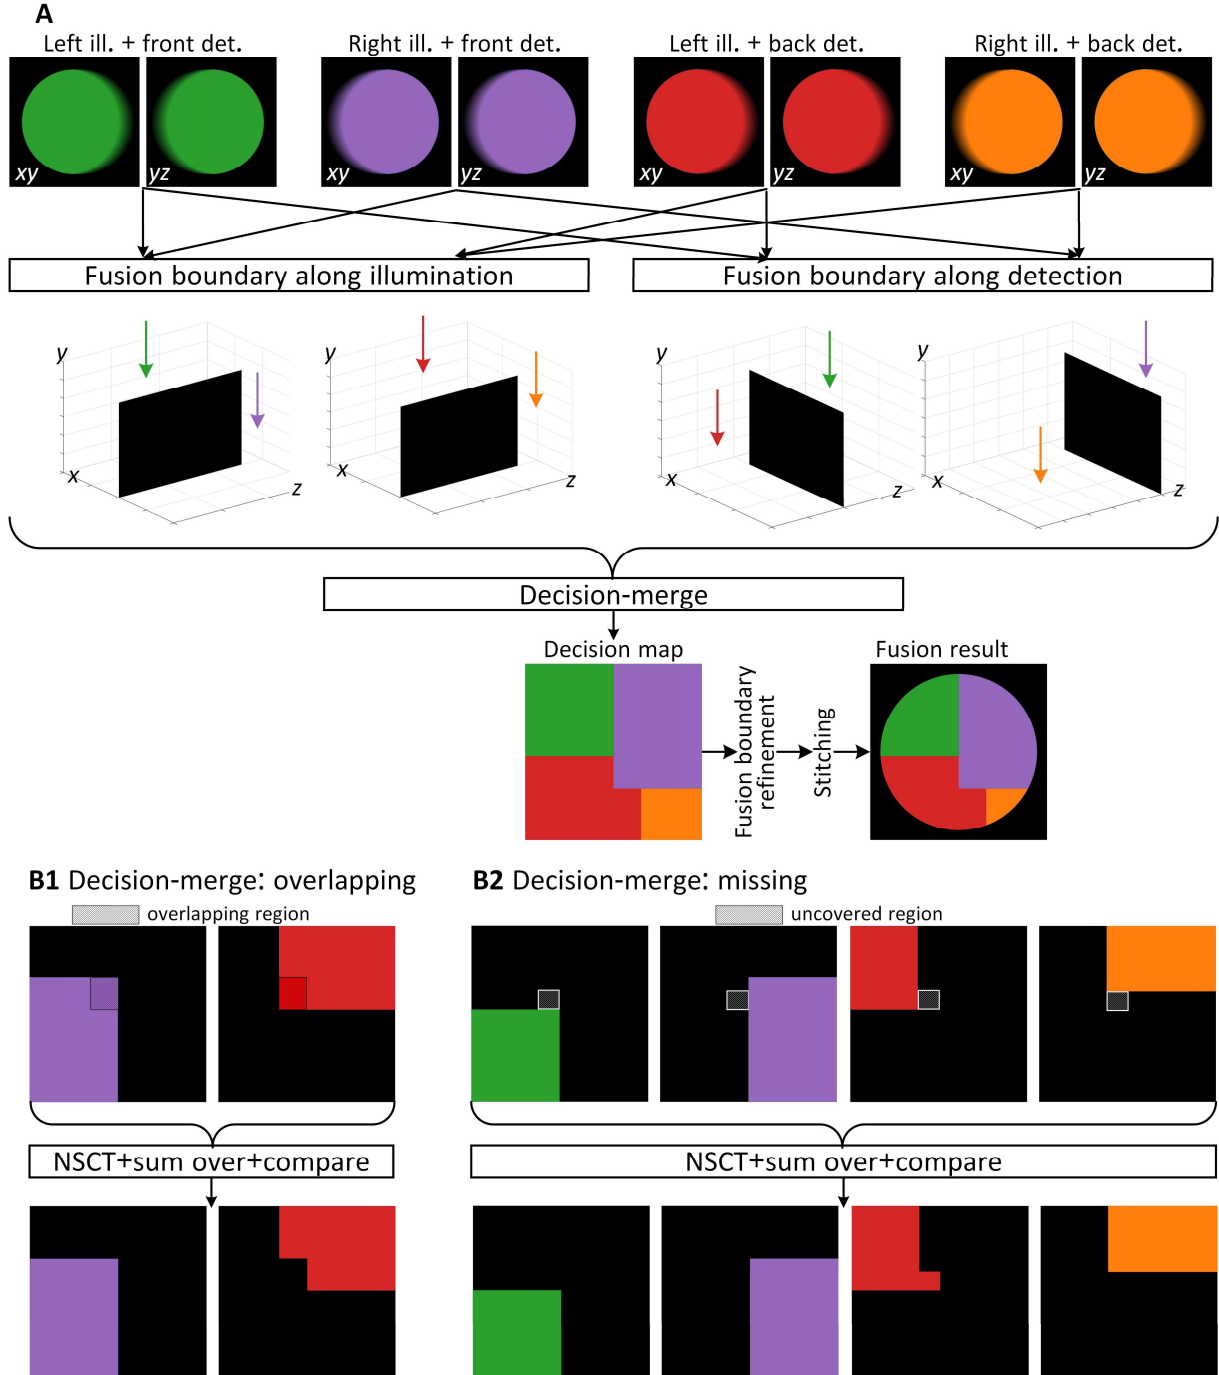 A
Left ill. + front det.
Right ill. + front det.
Left ill. + back det.
Right ill. + back det.
xy
yz
xy
yz
xy
yz
xy
yz
Fusion boundary along illumination
Fusion boundary along detection
y
x
z
y
x
z
y
x
z
y
x
z
Decision-merge
Decision map
Fusion result
Fusion boundary
refinement
Stitching
B1 Decision-merge: overlapping
overlapping region
B2 Decision-merge: missing
uncovered region
NSCT+sum over+compare
NSCT+sum over+compare